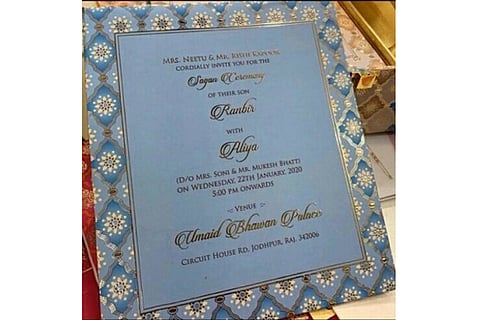 MRS. NEETU & MR. RISHI KAPOOR
CORDIALLY INVITE YOU FOR THE
Sagan Ceremony
OF THEIR SON
Ranbir
WITH
Aliya
(D/O MRS. SONI & MR. MUKESH BHATT)
ON WEDNESDAY, 22ND JANUARY, 2020
5:00 PM ONWARDS
VENUE
Umaid Bhawan Palace
CIRCUIT HOUSE RD, JODHPUR, RAJ. 342006